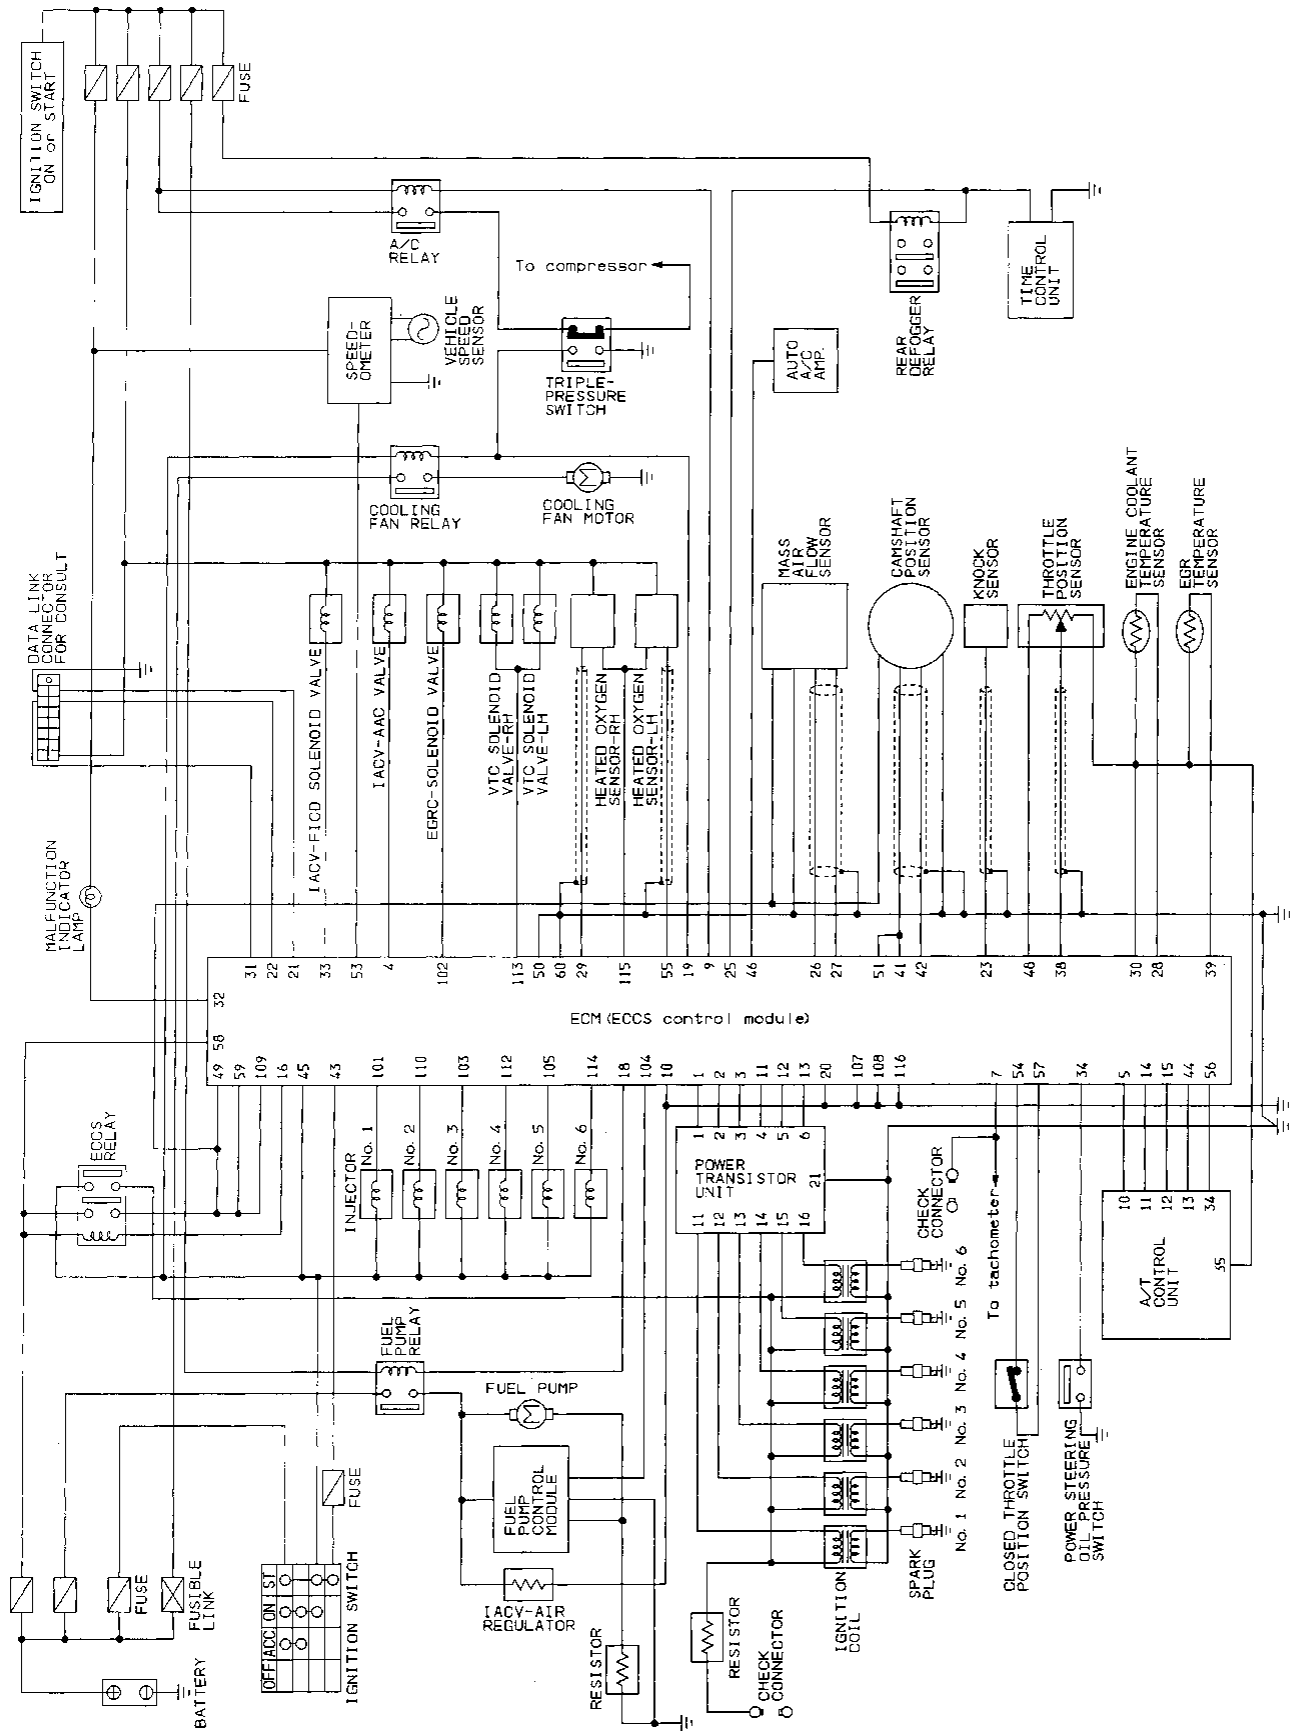 IGNITION SWITCH
ON or START
FUSE
A/C
RELAY
To compressor
SPEED-
OMETER
VEHICLE
SPEED
SENSOR
TRIPLE-
PRESSURE
SWITCH
AUTO
A/C
AMP.
REAR
DEFOGGER
RELAY
TIME
CONTROL
UNIT
COOLING
FAN RELAY
COOLING
FAN MOTOR
DATA LINK
CONNECTOR
FOR CONSULT
MASS
AIR
FLOW
SENSOR
CAMSHAFT
POSITION
SENSOR
KNOCK
SENSOR
THROTTLE
POSITION
SENSOR
ENGINE COOLANT
TEMPERATURE
SENSOR
EGR
TEMPERATURE
SENSOR
IACV-FICD SOLENOID VALVE
IACV-AAC VALVE
EGRC-SOLENOID VALVE
VTC SOLENOID
VALVE-RH
VTC SOLENOID
VALVE-LH
HEATED OXYGEN
SENSOR-RH
HEATED OXYGEN
SENSOR-LH
MALFUNCTION
INDICATOR
LAMP
31 22 21 33 53 4 102 113 50 60 29 115 55 19 9 25 46 26 27 51 41 42 23 48 38 30 28 39
32
58
ECM(ECCS control module)
49 59 109 16 45 43 101 110 103 112 105 114 18 104 10 1 2 3 11 12 13 20 107 108 116 7 54 57 34 5 14 15 44 56
ECCS
RELAY
INJECTOR
No. 1
No. 2
No. 3
No. 4
No. 5
No. 6
1 2 3 4 5 6
POWER
TRANSISTOR
UNIT
21
11 12 13 14 15 16
CHECK
CONNECTOR
To tachometer
10 11 12 13 34
A/T
CONTROL
UNIT
35
FUEL
PUMP
RELAY
FUEL PUMP
FUEL
PUMP
CONTROL
MODULE
IACV-AIR
REGULATOR
RESISTOR
RESISTOR
CHECK
CONNECTOR
IGNITION
COIL
SPARK
PLUG
No. 1 No. 2 No. 3 No. 4 No. 5 No. 6
CLOSED THROTTLE
POSITION SWITCH
POWER STEERING
OIL PRESSURE
SWITCH
FUSE
FUSE
FUSIBLE
LINK
OFF ACC ON ST
IGNITION SWITCH
BATTERY